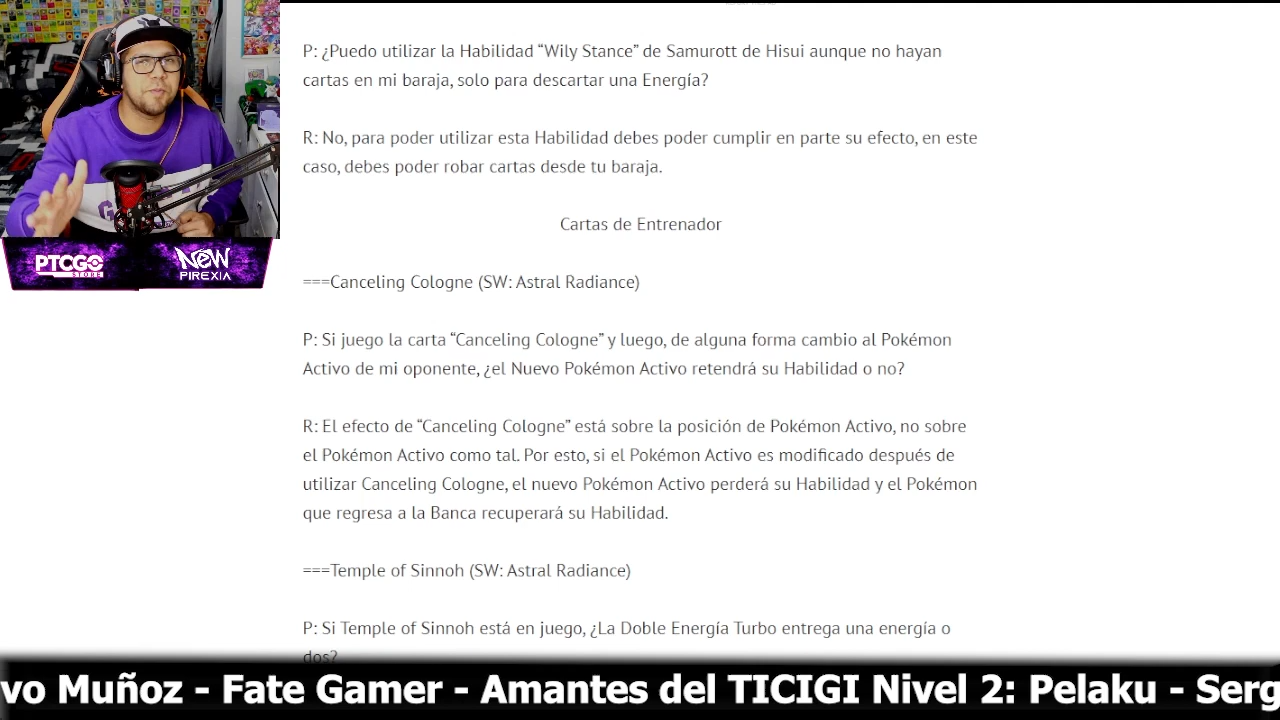 P: ¿Puedo utilizar la Habilidad “Wily Stance” de Samurott de Hisui aunque no hayan
cartas en mi baraja, solo para descartar una Energía?
R: No, para poder utilizar esta Habilidad debes poder cumplir en parte su efecto, en este
caso, debes poder robar cartas desde tu baraja.
Cartas de Entrenador
===Canceling Cologne (SW: Astral Radiance)
P: Si juego la carta “Canceling Cologne” y luego, de alguna forma cambio al Pokémon
Activo de mi oponente, ¿el Nuevo Pokémon Activo retendrá su Habilidad o no?
R: El efecto de “Canceling Cologne” está sobre la posición de Pokémon Activo, no sobre
el Pokémon Activo como tal. Por esto, si el Pokémon Activo es modificado después de
utilizar Canceling Cologne, el nuevo Pokémon Activo perderá su Habilidad y el Pokémon
que regresa a la Banca recuperará su Habilidad.
===Temple of Sinnoh (SW: Astral Radiance)
P: Si Temple of Sinnoh está en juego, ¿La Doble Energía Turbo entrega una energía o
dos?
PTCGO
STORE
NEW
PIREXIA
vo Muñoz - Fate Gamer - Amantes del TICIGI Nivel 2: Pelaku - Serg